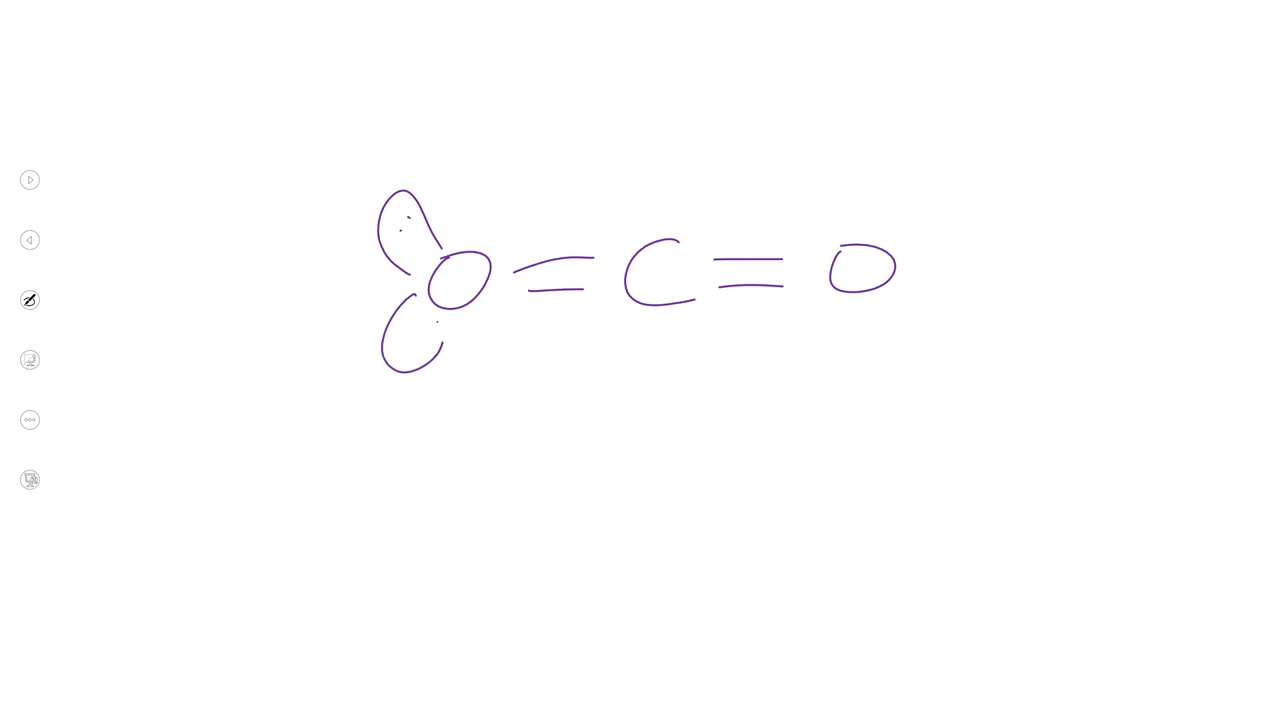 O = C = O